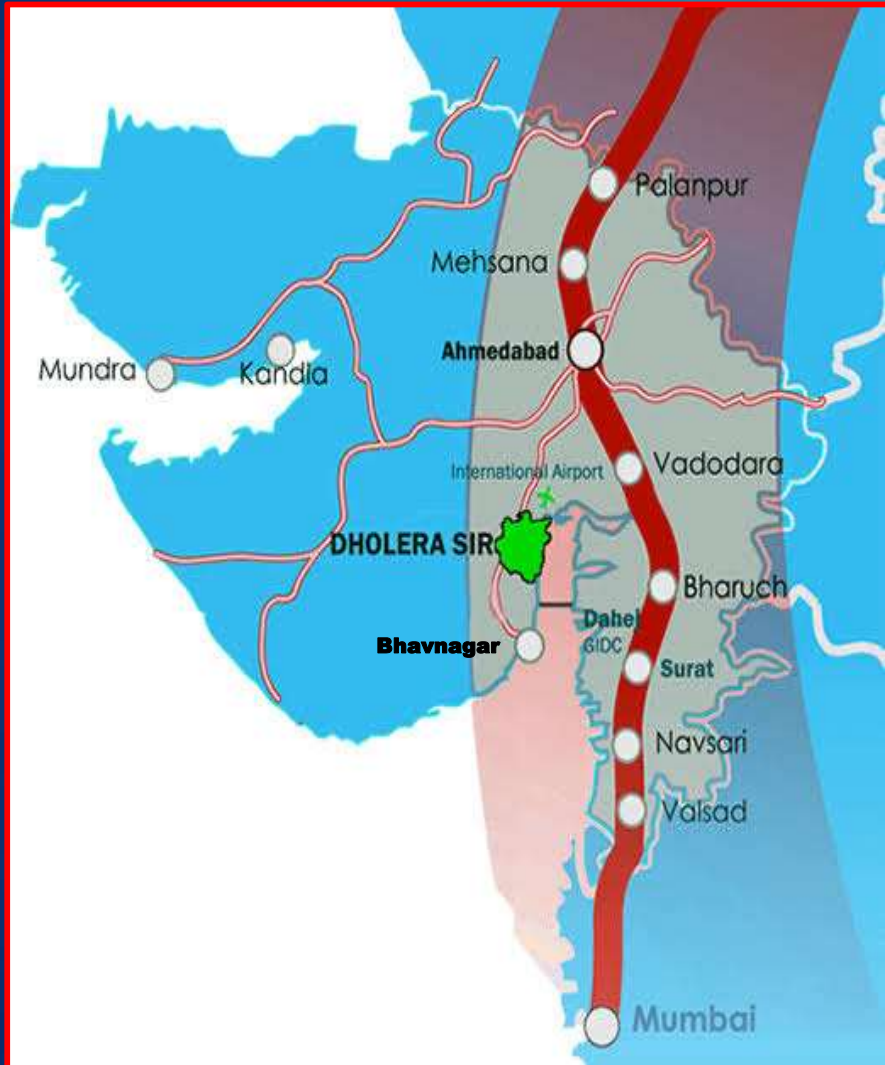 Palanpur
Mehsana
Ahmedabad
Mundra
Kandla
Vadodara
International Airport
DHOLERA SIR
Bharuch
Dahej
GIDC
Bhavnagar
Surat
Navsari
Valsad
Mumbai